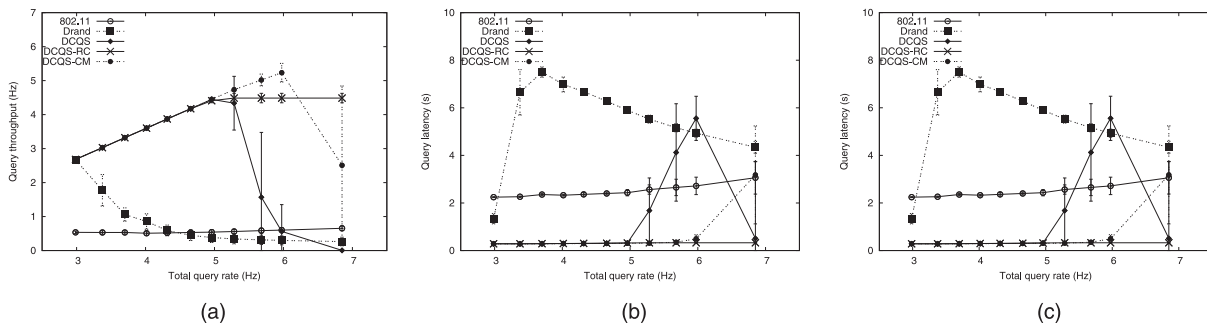 7
6
5
4
3
2
1
0
Query throughput (Hz)
802.11
Drand
DCQS
DCQS-RC
DCQS-CM
3 4 5 6 7
Total query rate (Hz)
(a)
10
8
6
4
2
0
Query latency (s)
802.11
Drand
DCQS
DCQS-RC
DCQS-CM
3 4 5 6 7
Total query rate (Hz)
(b)
10
8
6
4
2
0
Query latency (s)
802.11
Drand
DCQS
DCQS-RC
DCQS-CM
3 4 5 6 7
Total query rate (Hz)
(c)